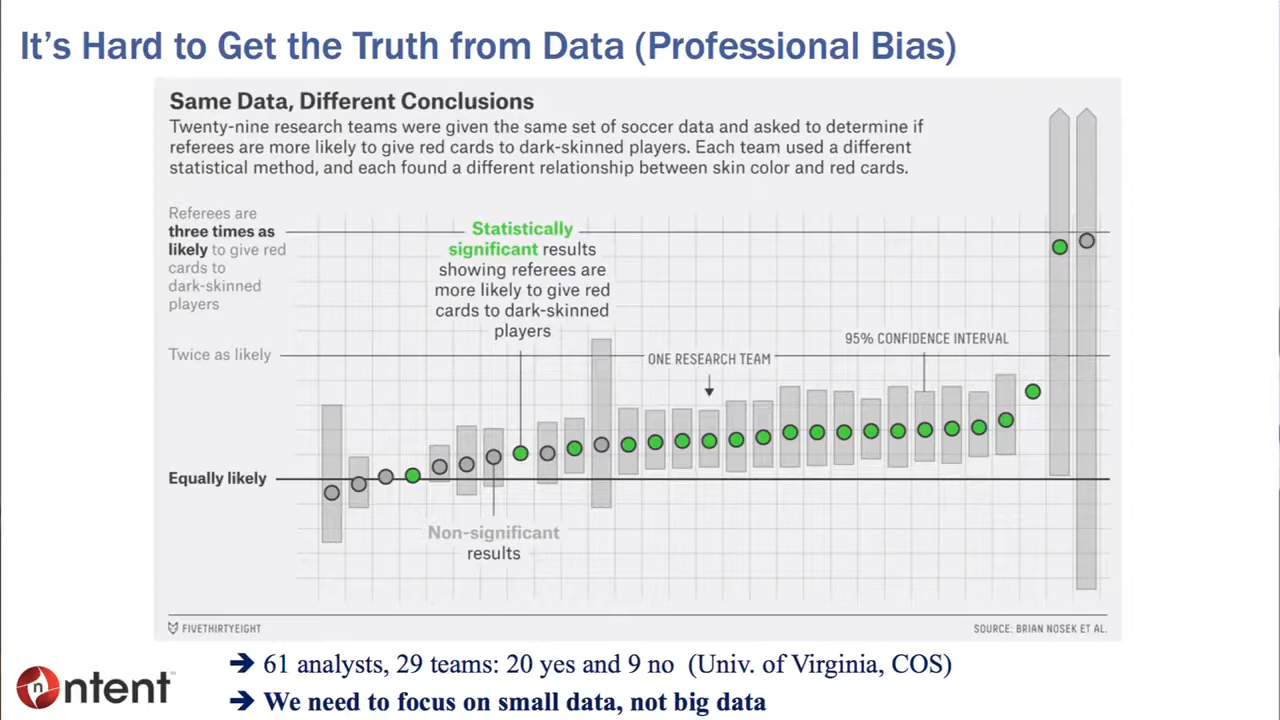 It's Hard to Get the Truth from Data (Professional Bias)
Same Data, Different Conclusions
Twenty-nine research teams were given the same set of soccer data and asked to determine if
referees are more likely to give red cards to dark-skinned players. Each team used a different
statistical method, and each found a different relationship between skin color and red cards.
Referees are
three times as
likely to give red
cards to
dark-skinned
players
Statistically
significant results
showing referees are
more likely to give red
cards to dark-skinned
players
Twice as likely
ONE RESEARCH TEAM
95% CONFIDENCE INTERVAL
Equally likely
Non-significant
results
FIVETHIRTYEIGHT
SOURCE: BRIAN NOSEK ET AL.
➔ 61 analysts, 29 teams: 20 yes and 9 no (Univ. of Virginia, COS)
➔ We need to focus on small data, not big data
n ntent™